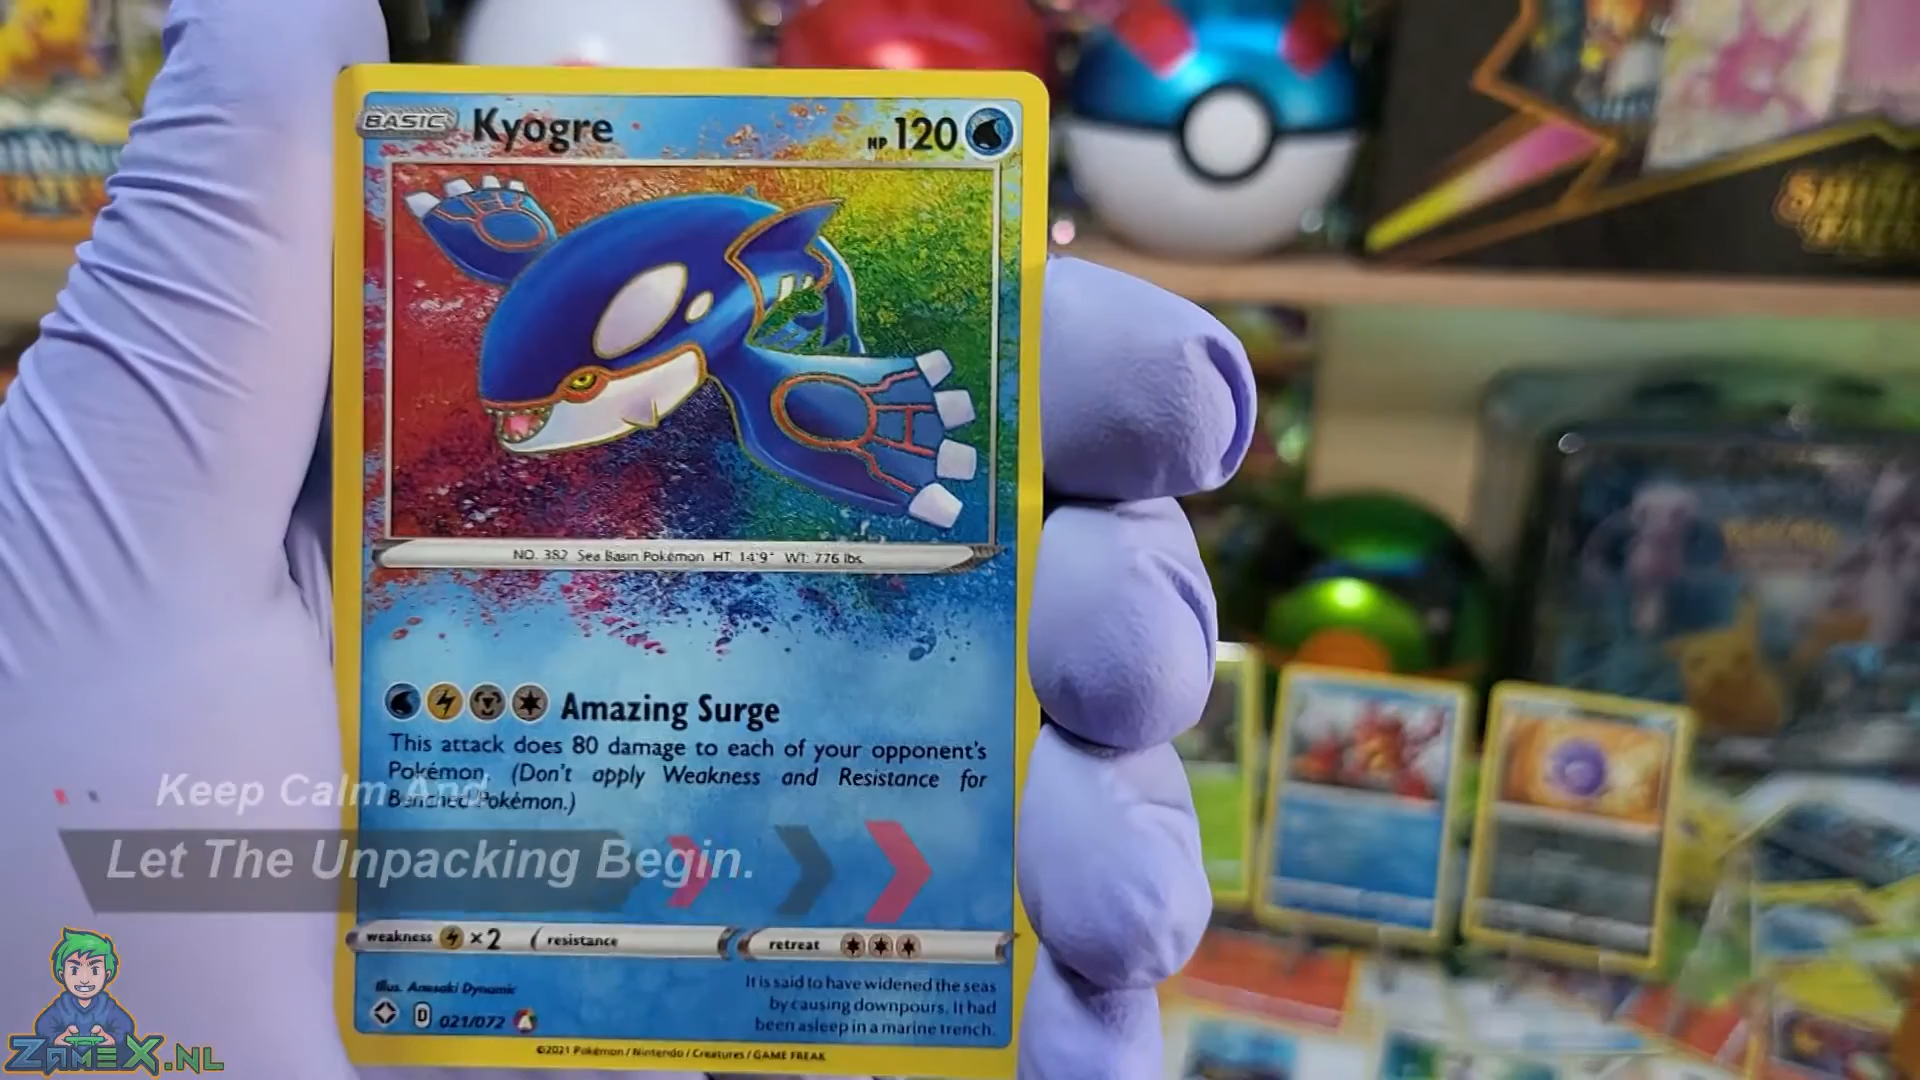 BASIC Kyogre HP 120
NO. 382 Sea Basin Pokémon HT: 14'9" WT: 776 lbs.
Amazing Surge
This attack does 80 damage to each of your opponent's
Pokémon. (Don't apply Weakness and Resistance for
Benched Pokémon.)
Keep Calm And
Let The Unpacking Begin.
weakness ×2 resistance retreat
Illus. Anesaki Dynamic
It is said to have widened the seas
by causing downpours. It had
been asleep in a marine trench.
D 021/072
©2021 Pokémon / Nintendo / Creatures / GAME FREAK
ZAMEX.NL